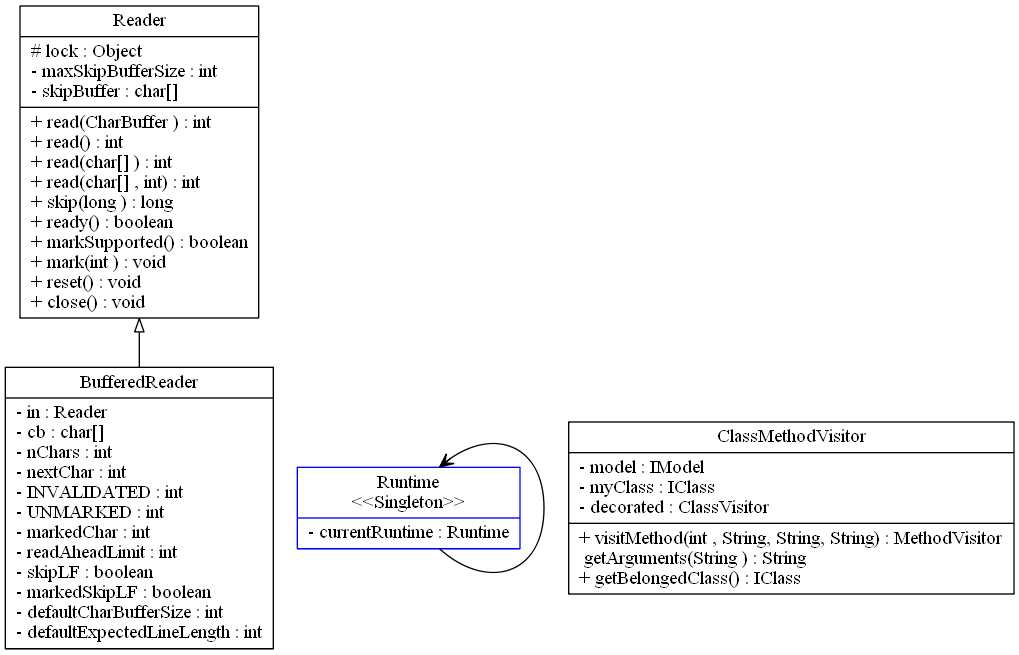 Reader
# lock : Object
- maxSkipBufferSize : int
- skipBuffer : char[]
+ read(CharBuffer ) : int
+ read() : int
+ read(char[] ) : int
+ read(char[] , int) : int
+ skip(long ) : long
+ ready() : boolean
+ markSupported() : boolean
+ mark(int ) : void
+ reset() : void
+ close() : void
BufferedReader
- in : Reader
- cb : char[]
- nChars : int
- nextChar : int
- INVALIDATED : int
- UNMARKED : int
- markedChar : int
- readAheadLimit : int
- skipLF : boolean
- markedSkipLF : boolean
- defaultCharBufferSize : int
- defaultExpectedLineLength : int
Runtime
<<Singleton>>
- currentRuntime : Runtime
ClassMethodVisitor
- model : IModel
- myClass : IClass
- decorated : ClassVisitor
+ visitMethod(int , String, String, String) : MethodVisitor
getArguments(String ) : String
+ getBelongedClass() : IClass